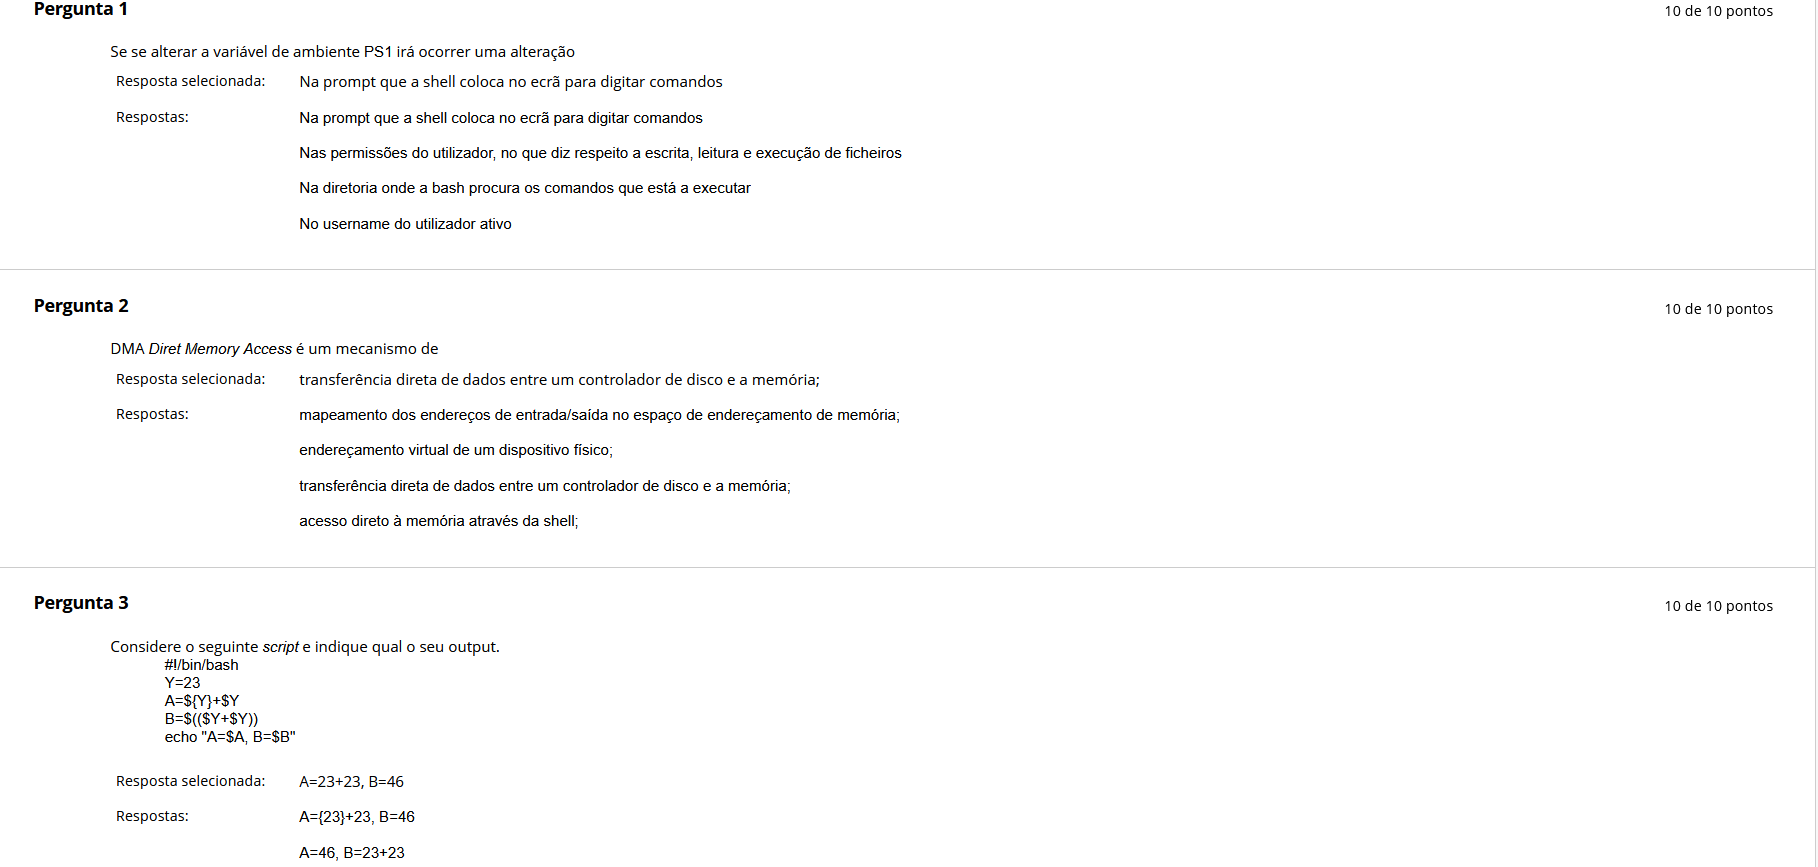 Pergunta 1
10 de 10 pontos
Se se alterar a variável de ambiente PS1 irá ocorrer uma alteração
Resposta selecionada: Na prompt que a shell coloca no ecrã para digitar comandos
Respostas: Na prompt que a shell coloca no ecrã para digitar comandos
Nas permissões do utilizador, no que diz respeito a escrita, leitura e execução de ficheiros
Na diretoria onde a bash procura os comandos que está a executar
No username do utilizador ativo
Pergunta 2
10 de 10 pontos
DMA Diret Memory Access é um mecanismo de
Resposta selecionada: transferência direta de dados entre um controlador de disco e a memória;
Respostas: mapeamento dos endereços de entrada/saída no espaço de endereçamento de memória;
endereçamento virtual de um dispositivo físico;
transferência direta de dados entre um controlador de disco e a memória;
acesso direto à memória através da shell;
Pergunta 3
10 de 10 pontos
Considere o seguinte script e indique qual o seu output.
#!/bin/bash
Y=23
A=${Y}+$Y
B=$(($Y+$Y))
echo "A=$A, B=$B"
Resposta selecionada: A=23+23, B=46
Respostas: A={23}+23, B=46
A=46, B=23+23